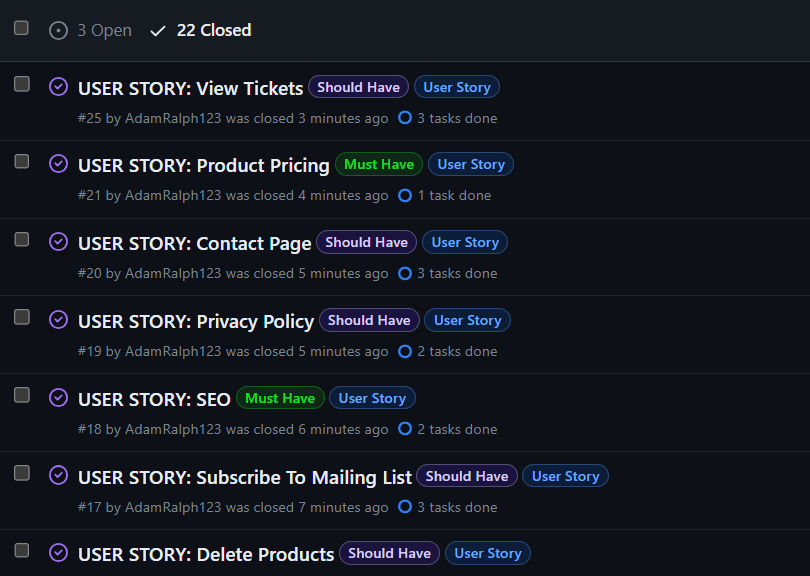 3 Open 22 Closed
USER STORY: View Tickets Should Have User Story
#25 by AdamRalph123 was closed 3 minutes ago 3 tasks done
USER STORY: Product Pricing Must Have User Story
#21 by AdamRalph123 was closed 4 minutes ago 1 task done
USER STORY: Contact Page Should Have User Story
#20 by AdamRalph123 was closed 5 minutes ago 3 tasks done
USER STORY: Privacy Policy Should Have User Story
#19 by AdamRalph123 was closed 5 minutes ago 2 tasks done
USER STORY: SEO Must Have User Story
#18 by AdamRalph123 was closed 6 minutes ago 2 tasks done
USER STORY: Subscribe To Mailing List Should Have User Story
#17 by AdamRalph123 was closed 7 minutes ago 3 tasks done
USER STORY: Delete Products Should Have User Story